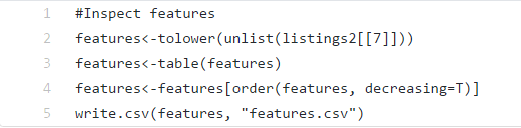 1 #Inspect features
2 features<-tolower(unlist(listings2[[7]]))
3 features<-table(features)
4 features<-features[order(features, decreasing=T)]
5 write.csv(features, "features.csv")